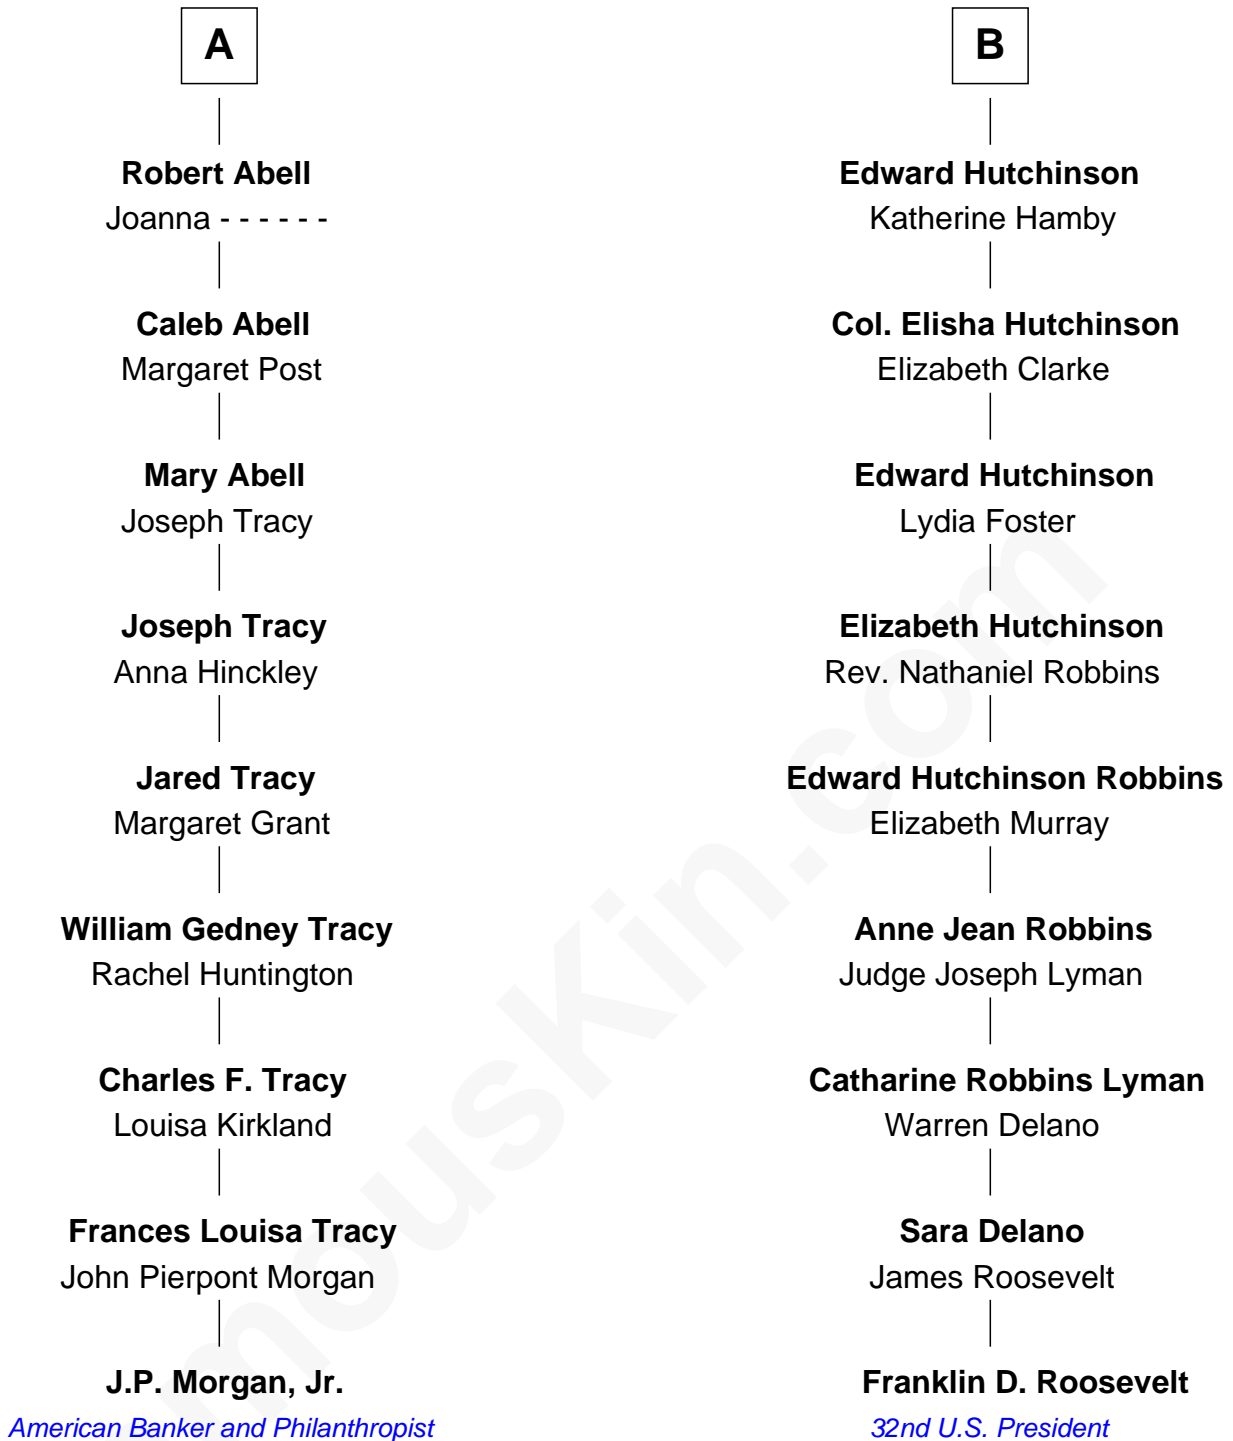 A
Robert Abell
Joanna - - - - - -
Caleb Abell
Margaret Post
Mary Abell
Joseph Tracy
Joseph Tracy
Anna Hinckley
Jared Tracy
Margaret Grant
William Gedney Tracy
Rachel Huntington
Charles F. Tracy
Louisa Kirkland
Frances Louisa Tracy
John Pierpont Morgan
J.P. Morgan, Jr.
American Banker and Philanthropist
B
Edward Hutchinson
Katherine Hamby
Col. Elisha Hutchinson
Elizabeth Clarke
Edward Hutchinson
Lydia Foster
Elizabeth Hutchinson
Rev. Nathaniel Robbins
Edward Hutchinson Robbins
Elizabeth Murray
Anne Jean Robbins
Judge Joseph Lyman
Catharine Robbins Lyman
Warren Delano
Sara Delano
James Roosevelt
Franklin D. Roosevelt
32nd U.S. President
mousKin.com